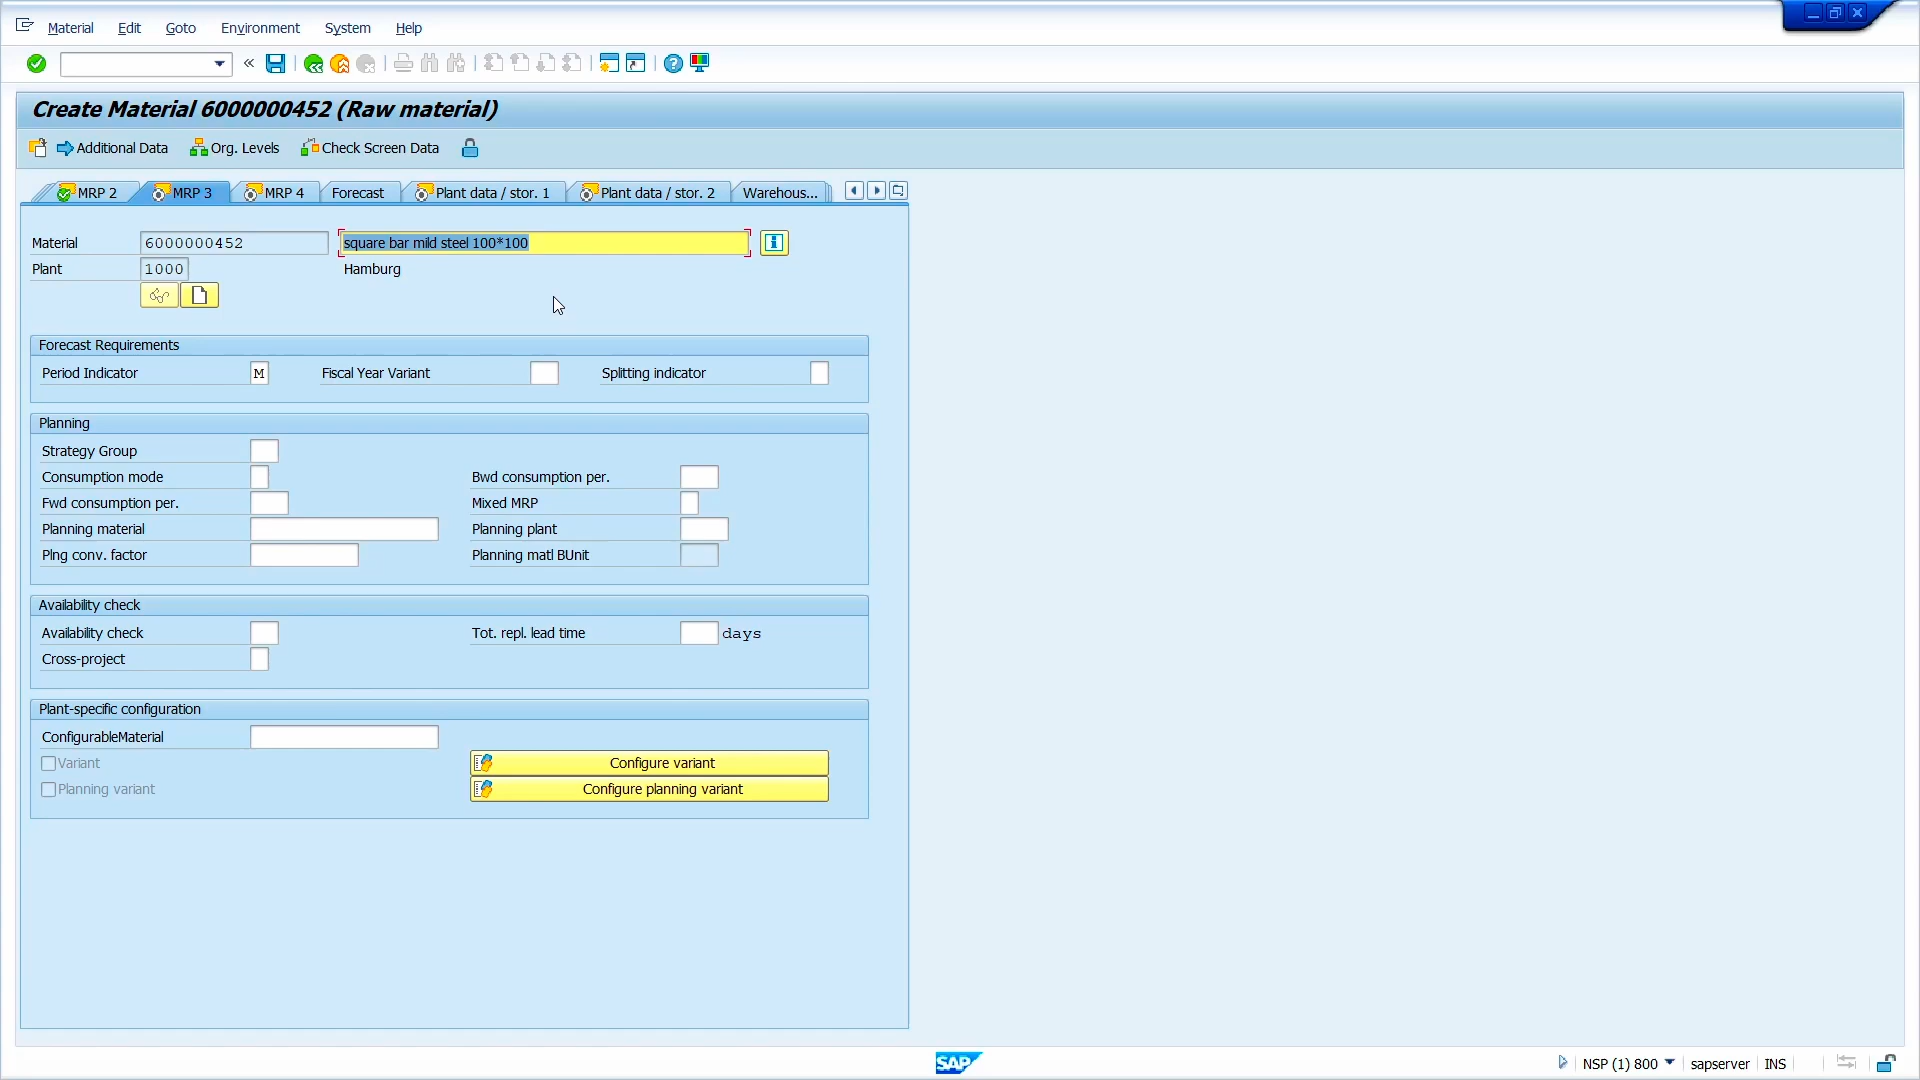 Material Edit Goto Environment System Help
Create Material 6000000452 (Raw material)
Additional Data Org. Levels Check Screen Data
MRP 2 MRP 3 MRP 4 Forecast Plant data / stor. 1 Plant data / stor. 2 Warehous...
Material 6000000452 square bar mild steel 100*100
Plant 1000 Hamburg
Forecast Requirements
Period Indicator M Fiscal Year Variant Splitting indicator
Planning
Strategy Group
Consumption mode Bwd consumption per.
Fwd consumption per. Mixed MRP
Planning material Planning plant
Plng conv. factor Planning matl BUnit
Availability check
Availability check Tot. repl. lead time days
Cross-project
Plant-specific configuration
ConfigurableMaterial
Variant Configure variant
Planning variant Configure planning variant
SAP NSP (1) 800 sapserver INS